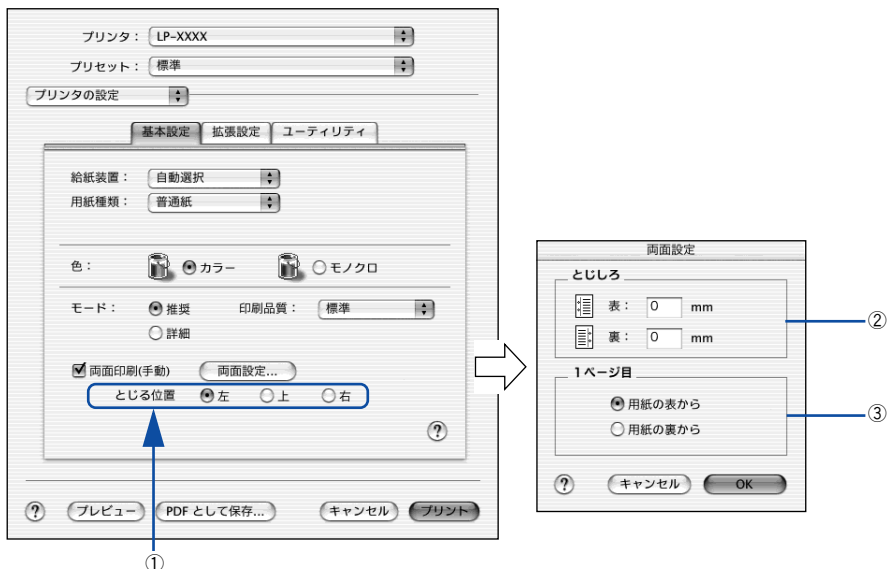 プリンタ： LP-XXXX
プリセット： 標準
プリンタの設定
基本設定 拡張設定 ユーティリティ
給紙装置： 自動選択
用紙種類： 普通紙
色： カラー モノクロ
モード： 推奨 印刷品質： 標準
詳細
両面印刷(手動) 両面設定...
とじる位置 左 上 右
?
? プレビュー PDF として保存... キャンセル プリント
①
両面設定
とじしろ
表： 0 mm
裏： 0 mm
②
1ページ目
用紙の表から
用紙の裏から
③
? キャンセル OK